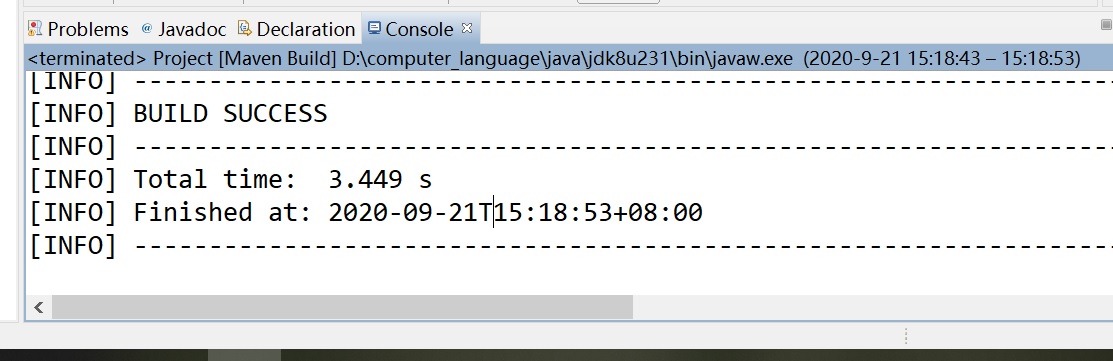 Problems @ Javadoc Declaration Console
<terminated> Project [Maven Build] D:\computer_language\java\jdk8u231\bin\javaw.exe (2020-9-21 15:18:43 – 15:18:53)
[INFO] ------------------------------------------------------------------------
[INFO] BUILD SUCCESS
[INFO] ------------------------------------------------------------------------
[INFO] Total time:  3.449 s
[INFO] Finished at: 2020-09-21T15:18:53+08:00
[INFO] ------------------------------------------------------------------------